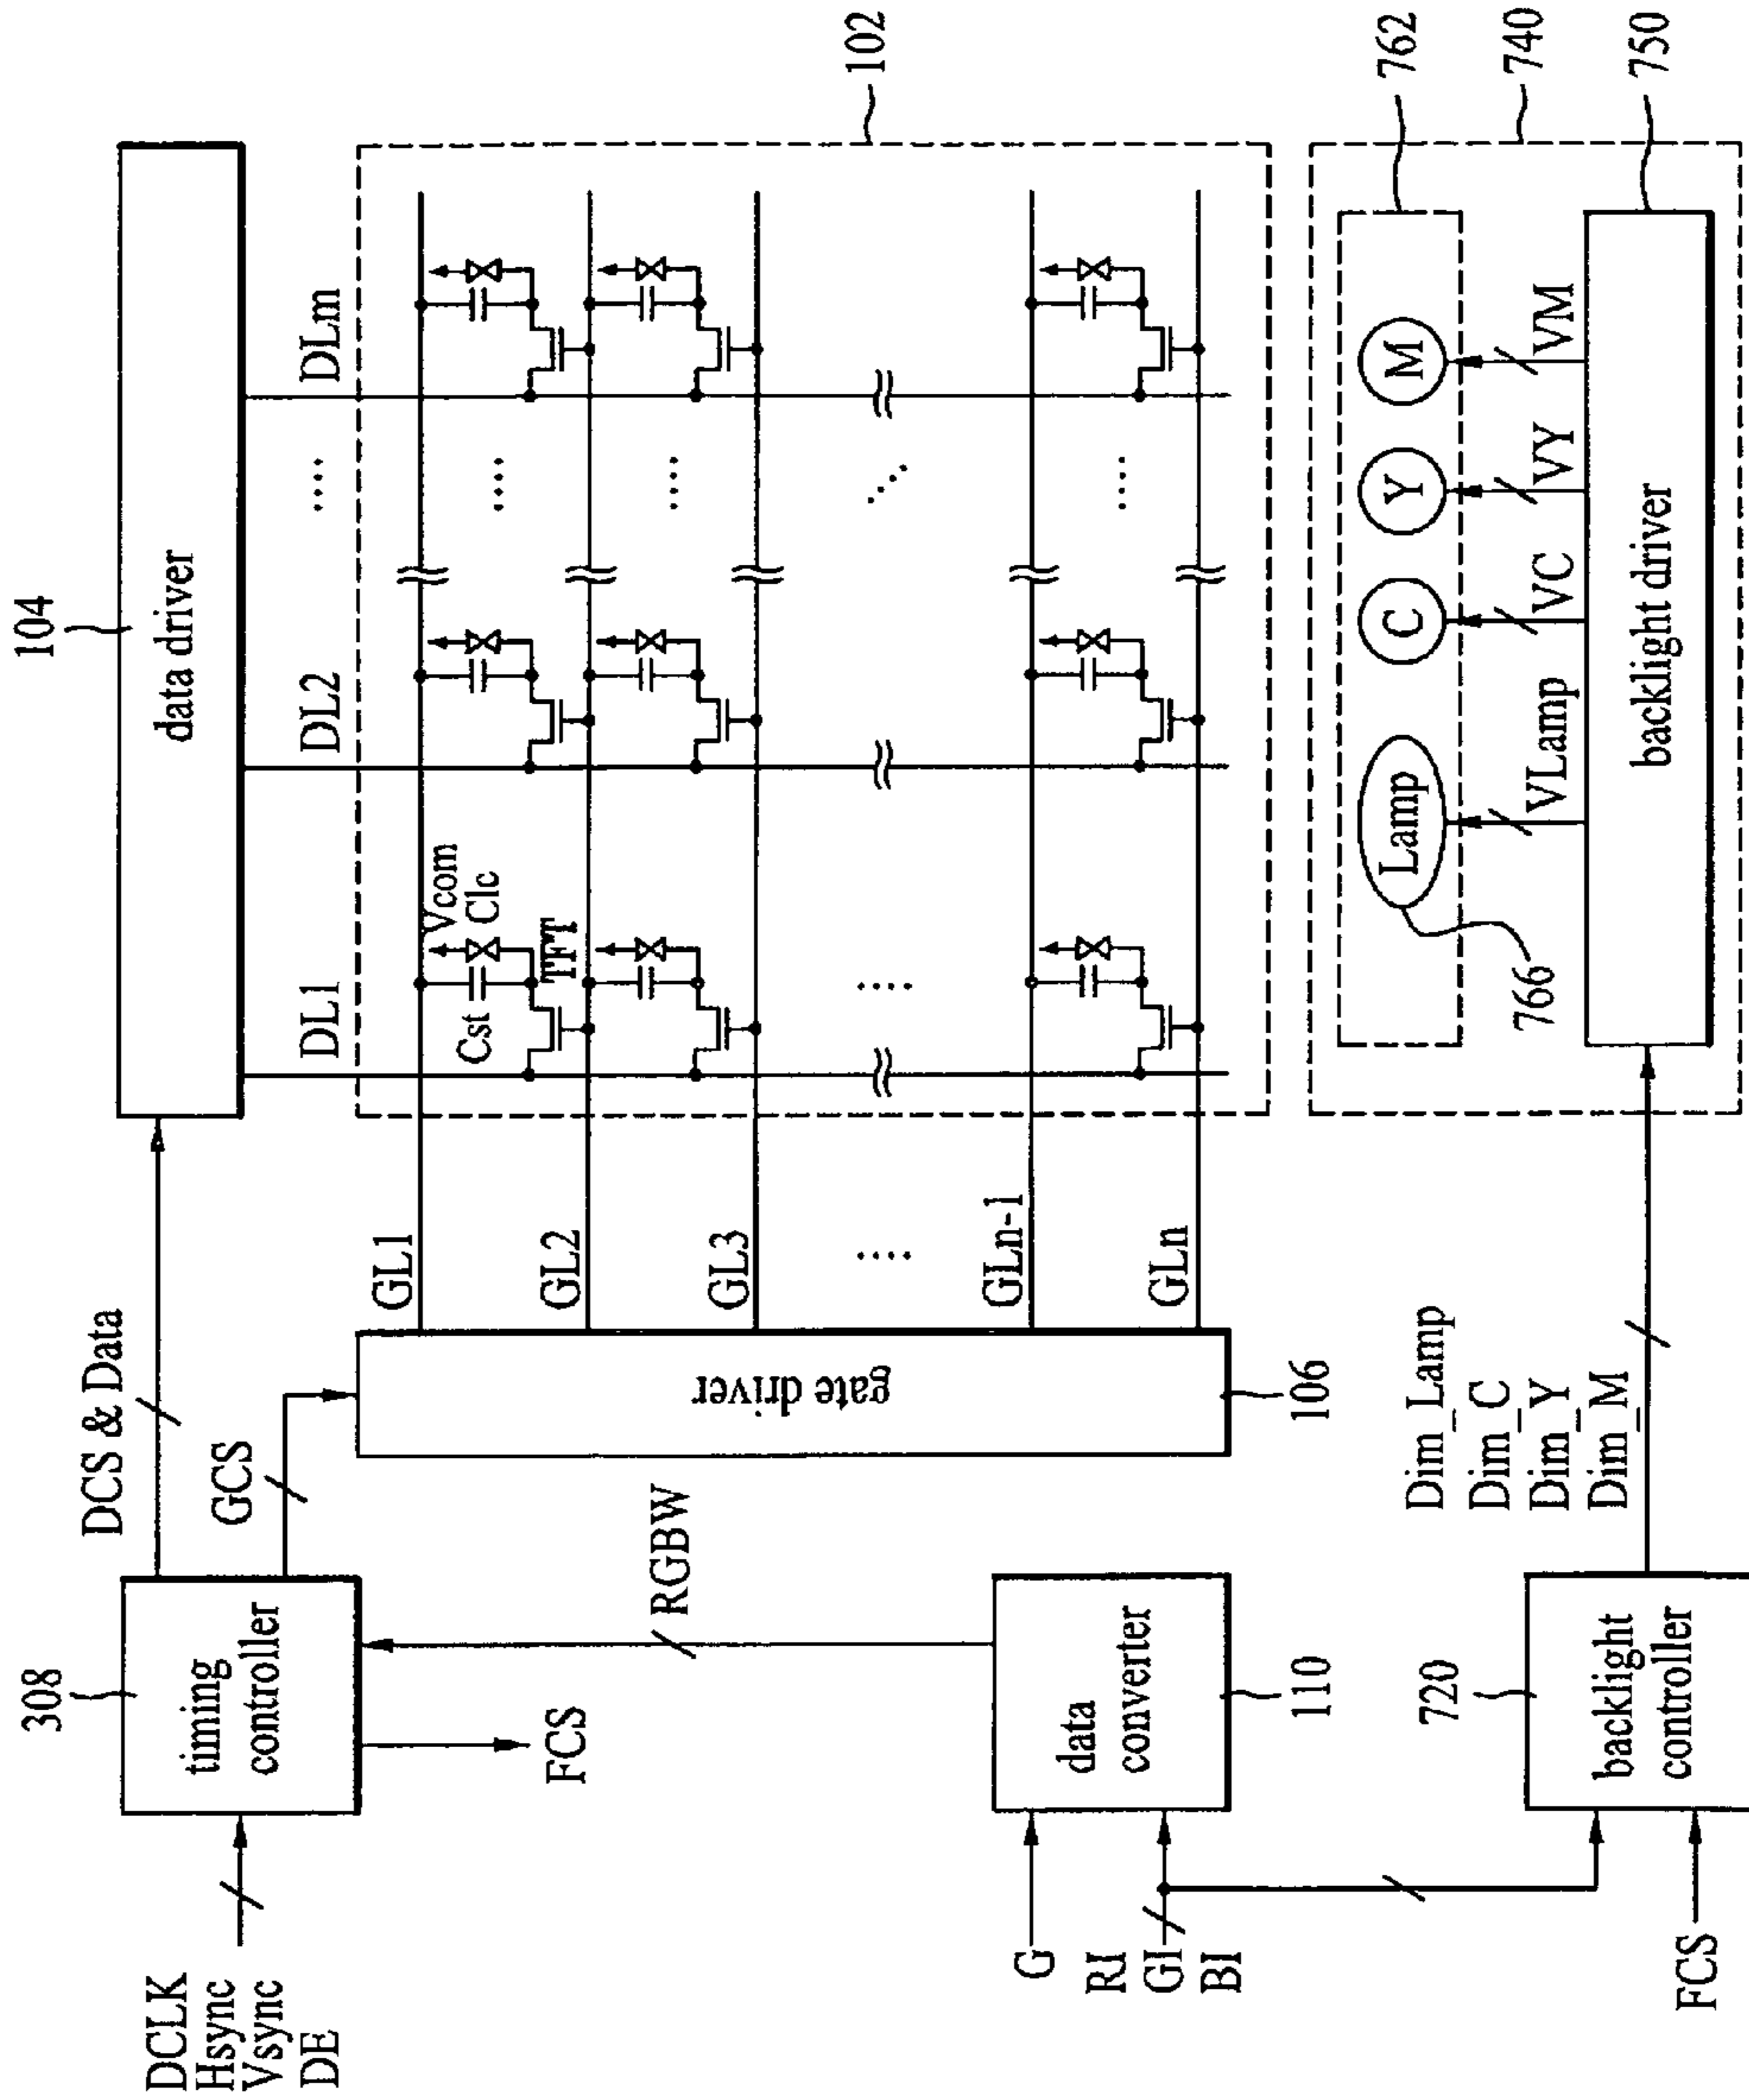 104
data driver
308
timing
controller
DCLK
Hsync
Vsync
DE
DCS & Data
GCS
FCS
RGBW
DL1
DL2
....
DLm
102
GL1
GL2
GL3
....
GLn-1
GLn
gate driver
106
Vcom
Clc
Cst
TFT
....
....
....
....
....
G
RI
GI
BI
data
converter
110
720
backlight
controller
FCS
Dim_Lamp
Dim_C
Dim_Y
Dim_M
766
Lamp
C
Y
M
762
740
VLamp
VC
VY
VM
backlight driver
750